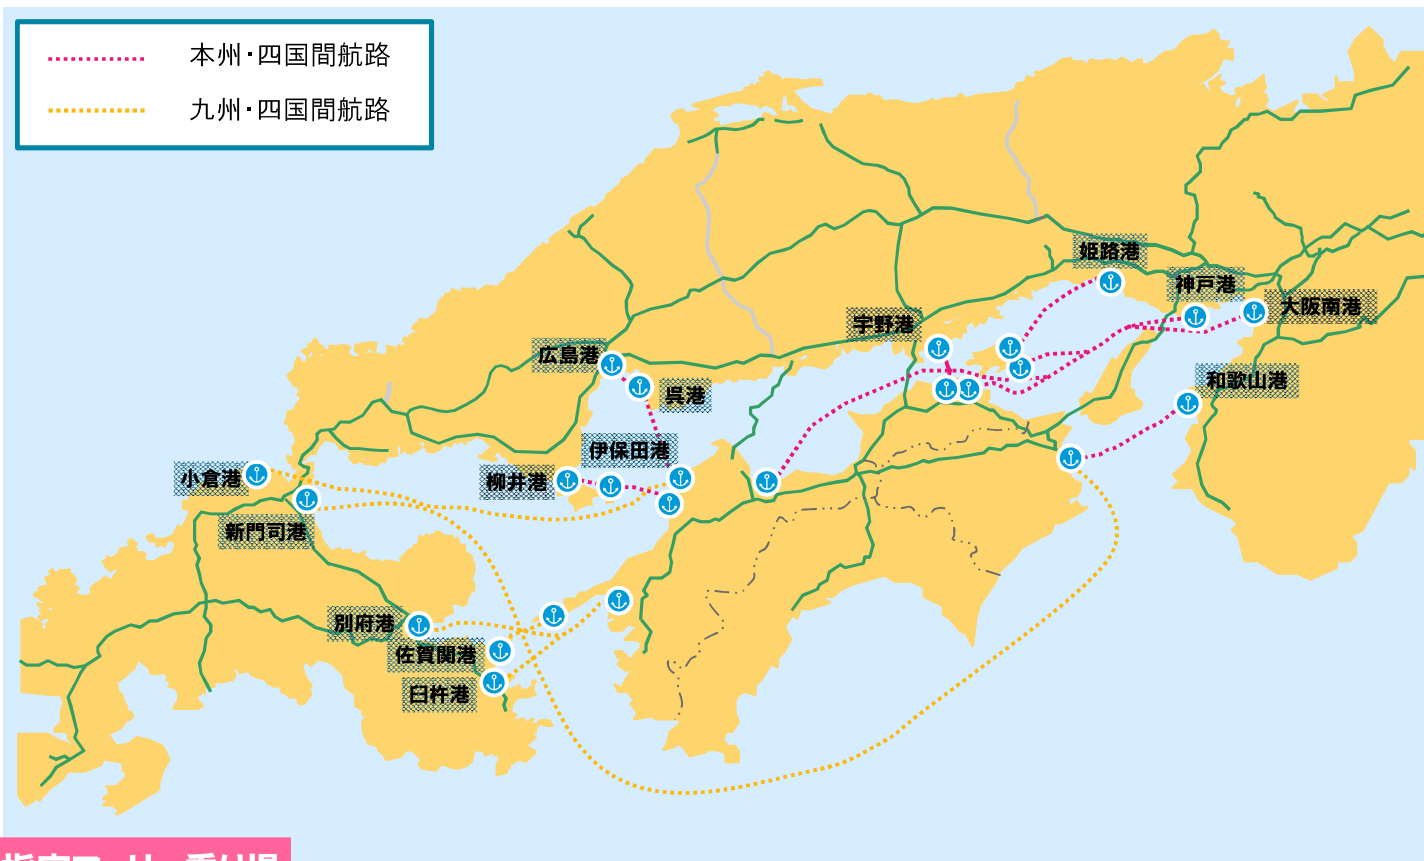 本州・四国間航路
九州・四国間航路
姫路港
神戸港
大阪南港
宇野港
広島港
和歌山港
呉港
伊保田港
小倉港
柳井港
新門司港
別府港
佐賀関港
臼杵港